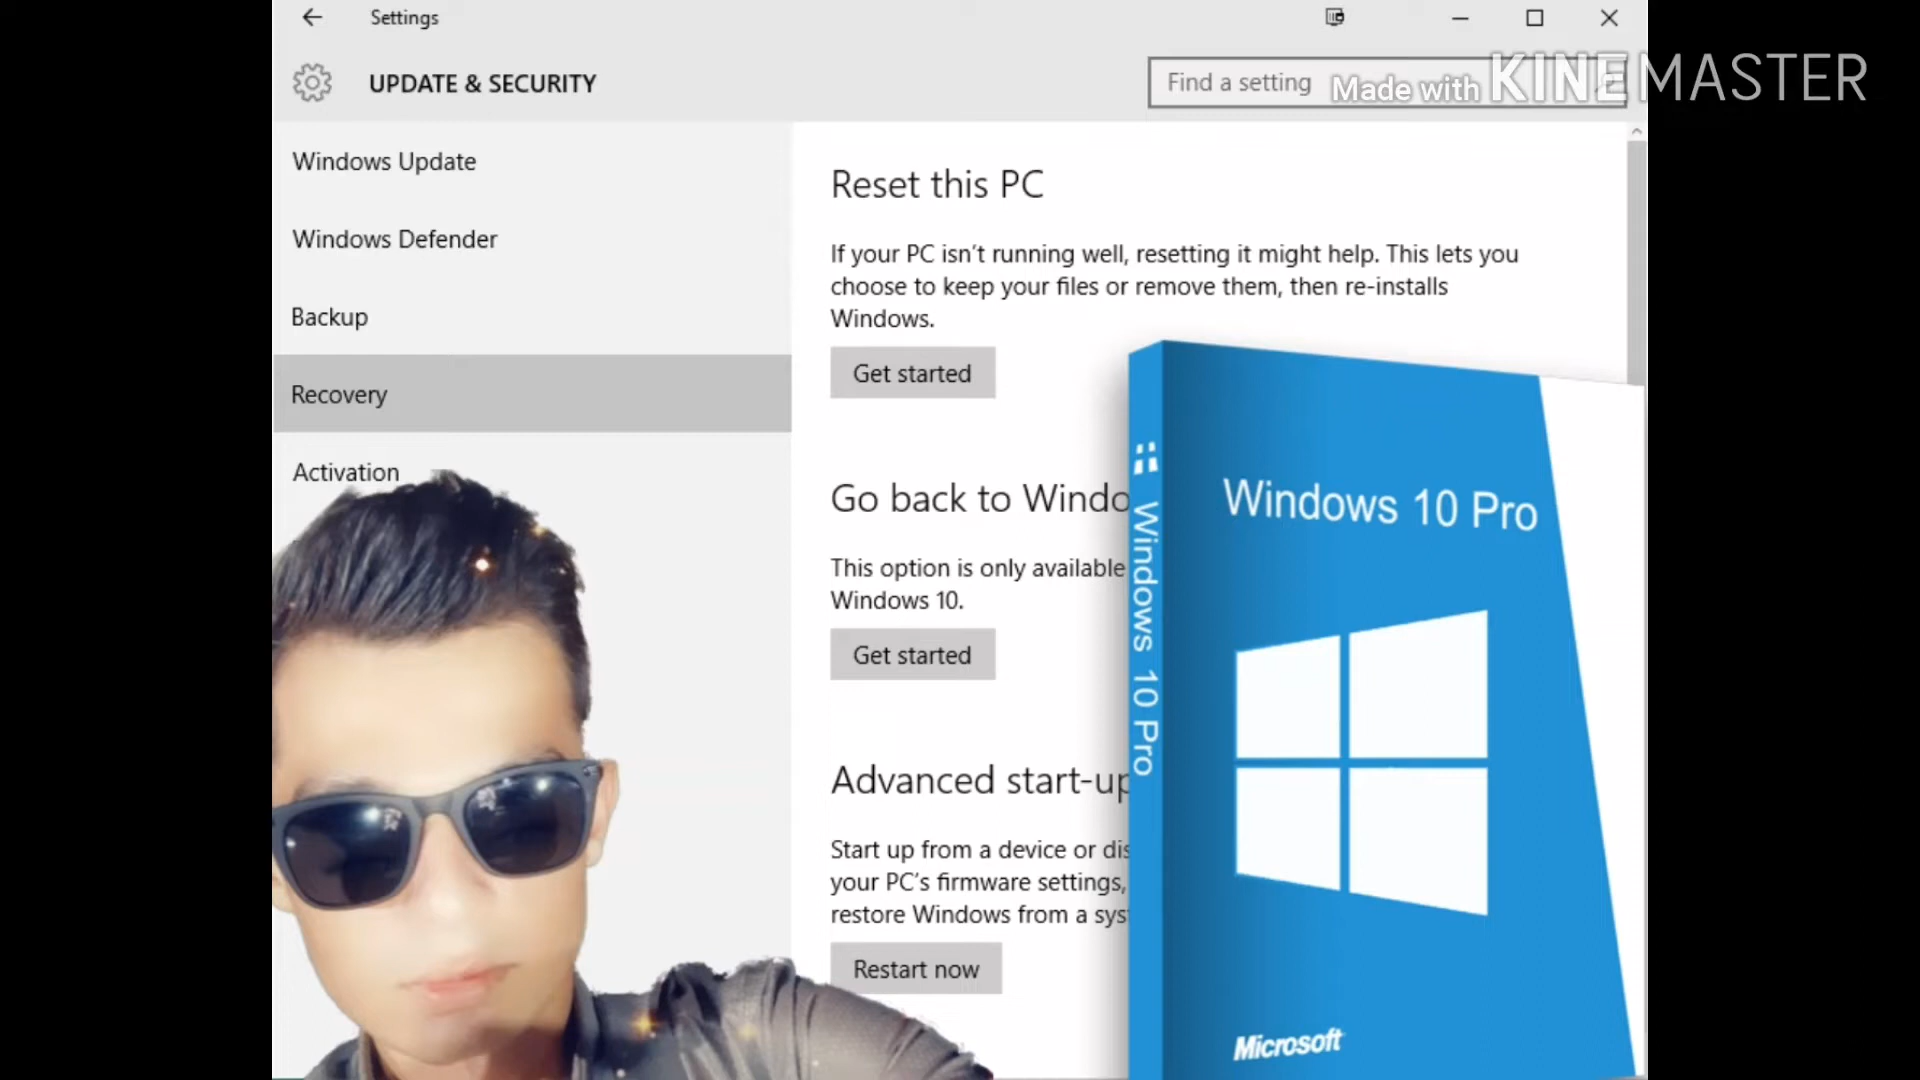 Settings
UPDATE & SECURITY
Find a setting
Made with KINEMASTER
Windows Update
Windows Defender
Backup
Recovery
Activation
Reset this PC
If your PC isn't running well, resetting it might help. This lets you
choose to keep your files or remove them, then re-installs
Windows.
Get started
Go back to Windo
This option is only available
Windows 10.
Get started
Advanced start-up
Start up from a device or dis
your PC's firmware settings,
restore Windows from a sys
Restart now
Windows 10 Pro
Windows 10 Pro
Microsoft